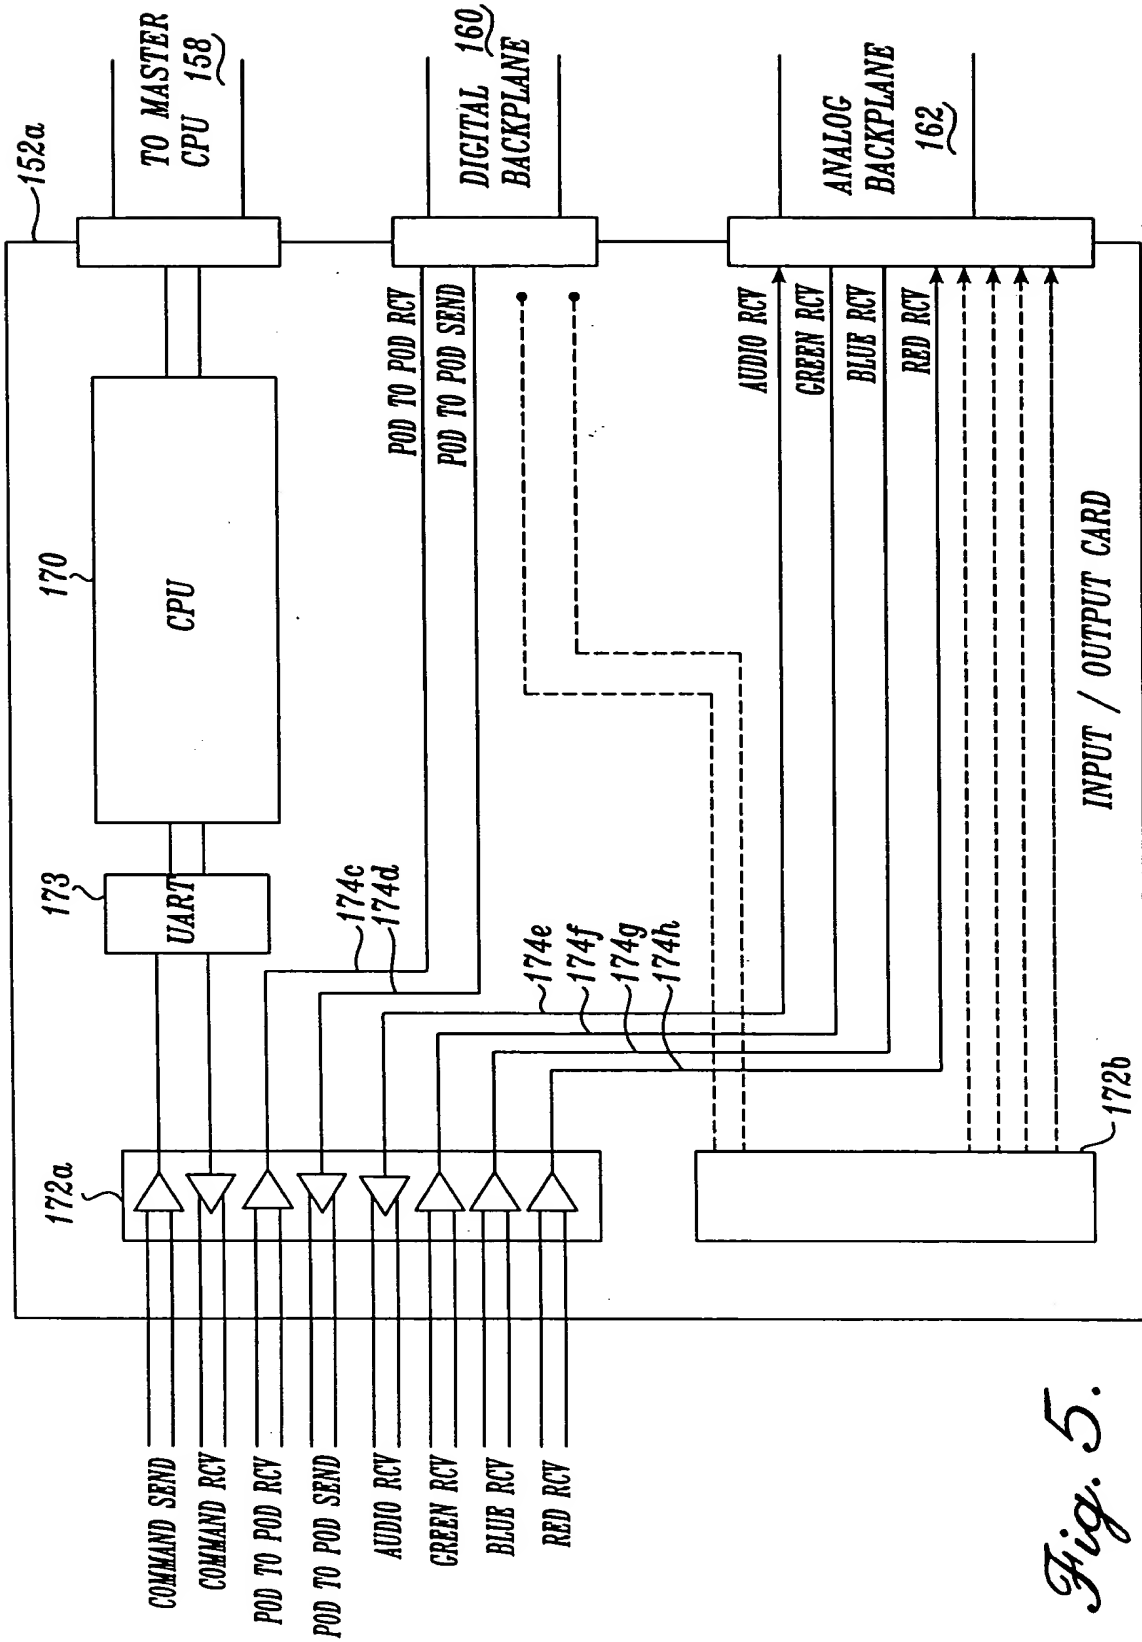 COMMAND SEND
COMMAND RCV
POD TO POD RCV
POD TO POD SEND
AUDIO RCV
GREEN RCV
BLUE RCV
RED RCV
172a
172b
173
UART
174c
174d
174e
174f
174g
174h
170
CPU
POD TO POD RCV
POD TO POD SEND
AUDIO RCV
GREEN RCV
BLUE RCV
RED RCV
INPUT / OUTPUT CARD
152a
TO MASTER
CPU 158
DIGITAL 160
BACKPLANE
ANALOG
BACKPLANE
162
Fig. 5.